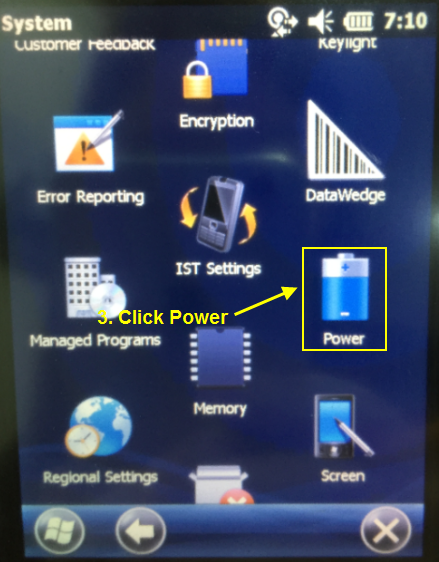 System 7:10
Customer Feedback
Keylight
Encryption
Error Reporting
DataWedge
IST Settings
3. Click Power
Managed Programs
Power
Memory
Regional Settings
Screen